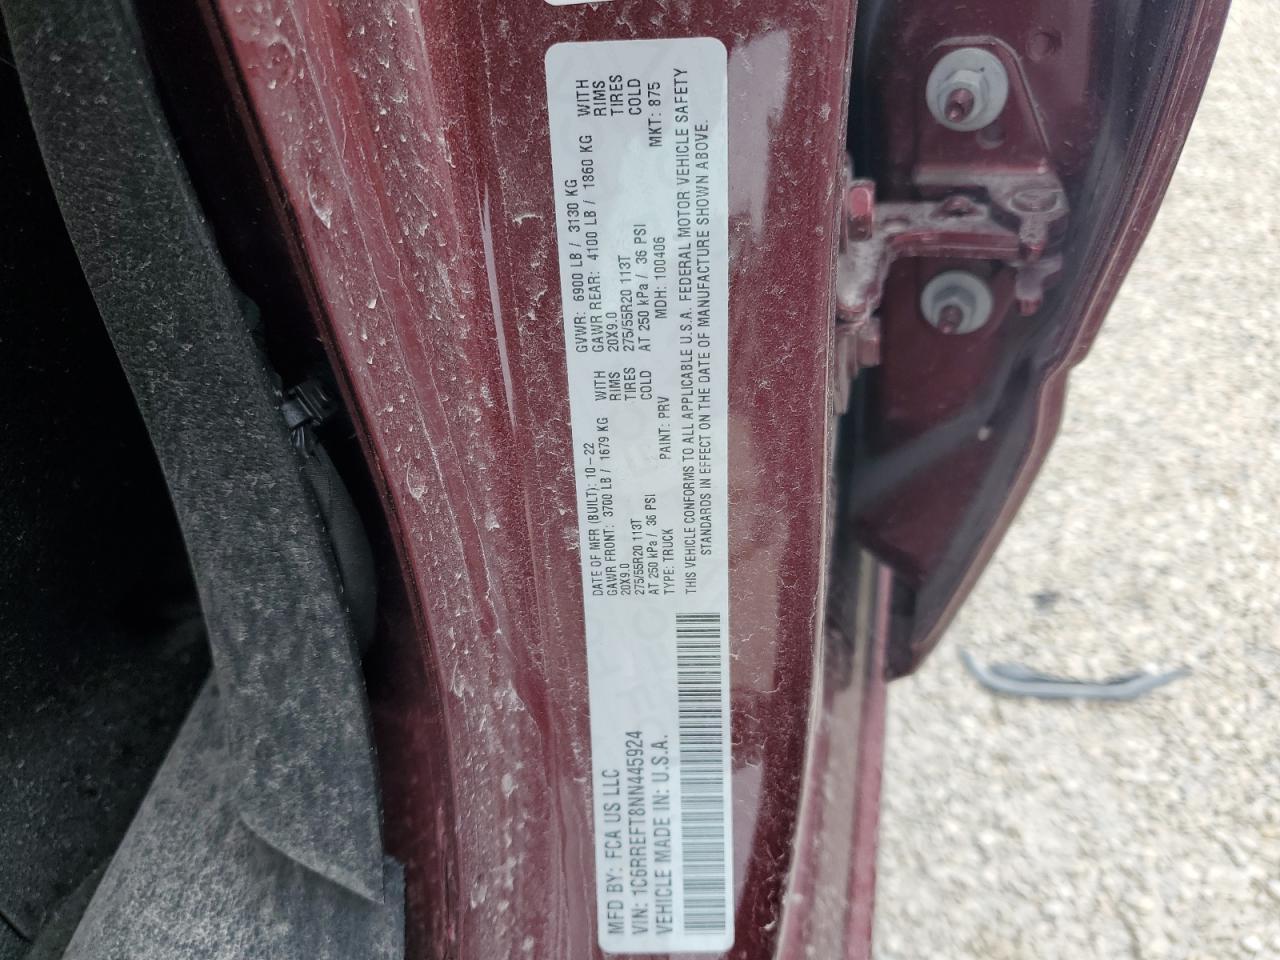 MFD BY: FCA US LLC
VIN: 1C6RREFT8NN445924
VEHICLE MADE IN: U.S.A.
DATE OF MFR (BUILT): 10-22 GVWR: 6900 LB / 3130 KG
GAWR FRONT: 3700 LB / 1679 KG WITH GAWR REAR: 4100 LB / 1860 KG WITH
20X9.0 RIMS 20X9.0 RIMS
275/55R20 113T TIRES 275/55R20 113T TIRES
AT 250 kPa / 36 PSI COLD AT 250 kPa / 36 PSI COLD
TYPE: TRUCK PAINT: PRV MDH: 100406 MKT: 875
THIS VEHICLE CONFORMS TO ALL APPLICABLE U.S.A. FEDERAL MOTOR VEHICLE SAFETY
STANDARDS IN EFFECT ON THE DATE OF MANUFACTURE SHOWN ABOVE.